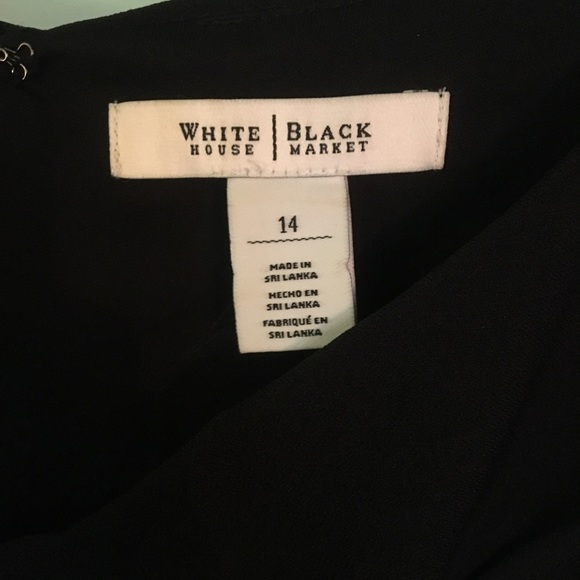 WHITE | BLACK
HOUSE | MARKET
14
MADE IN
SRI LANKA
HECHO EN
SRI LANKA
FABRIQUÉ EN
SRI LANKA